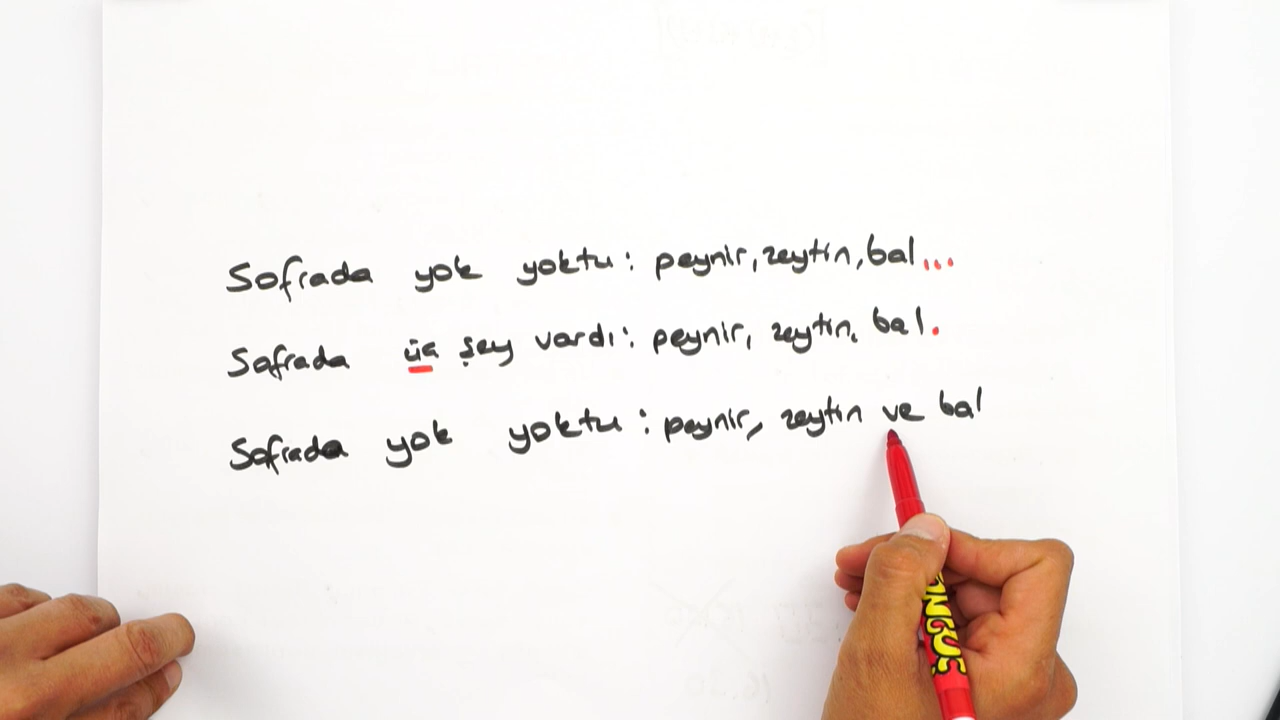 Sofrada yok yoktu: peynir, zeytin, bal...
Sofrada üç şey vardı: peynir, zeytin, bal.
Sofrada yok yoktu: peynir, zeytin ve bal